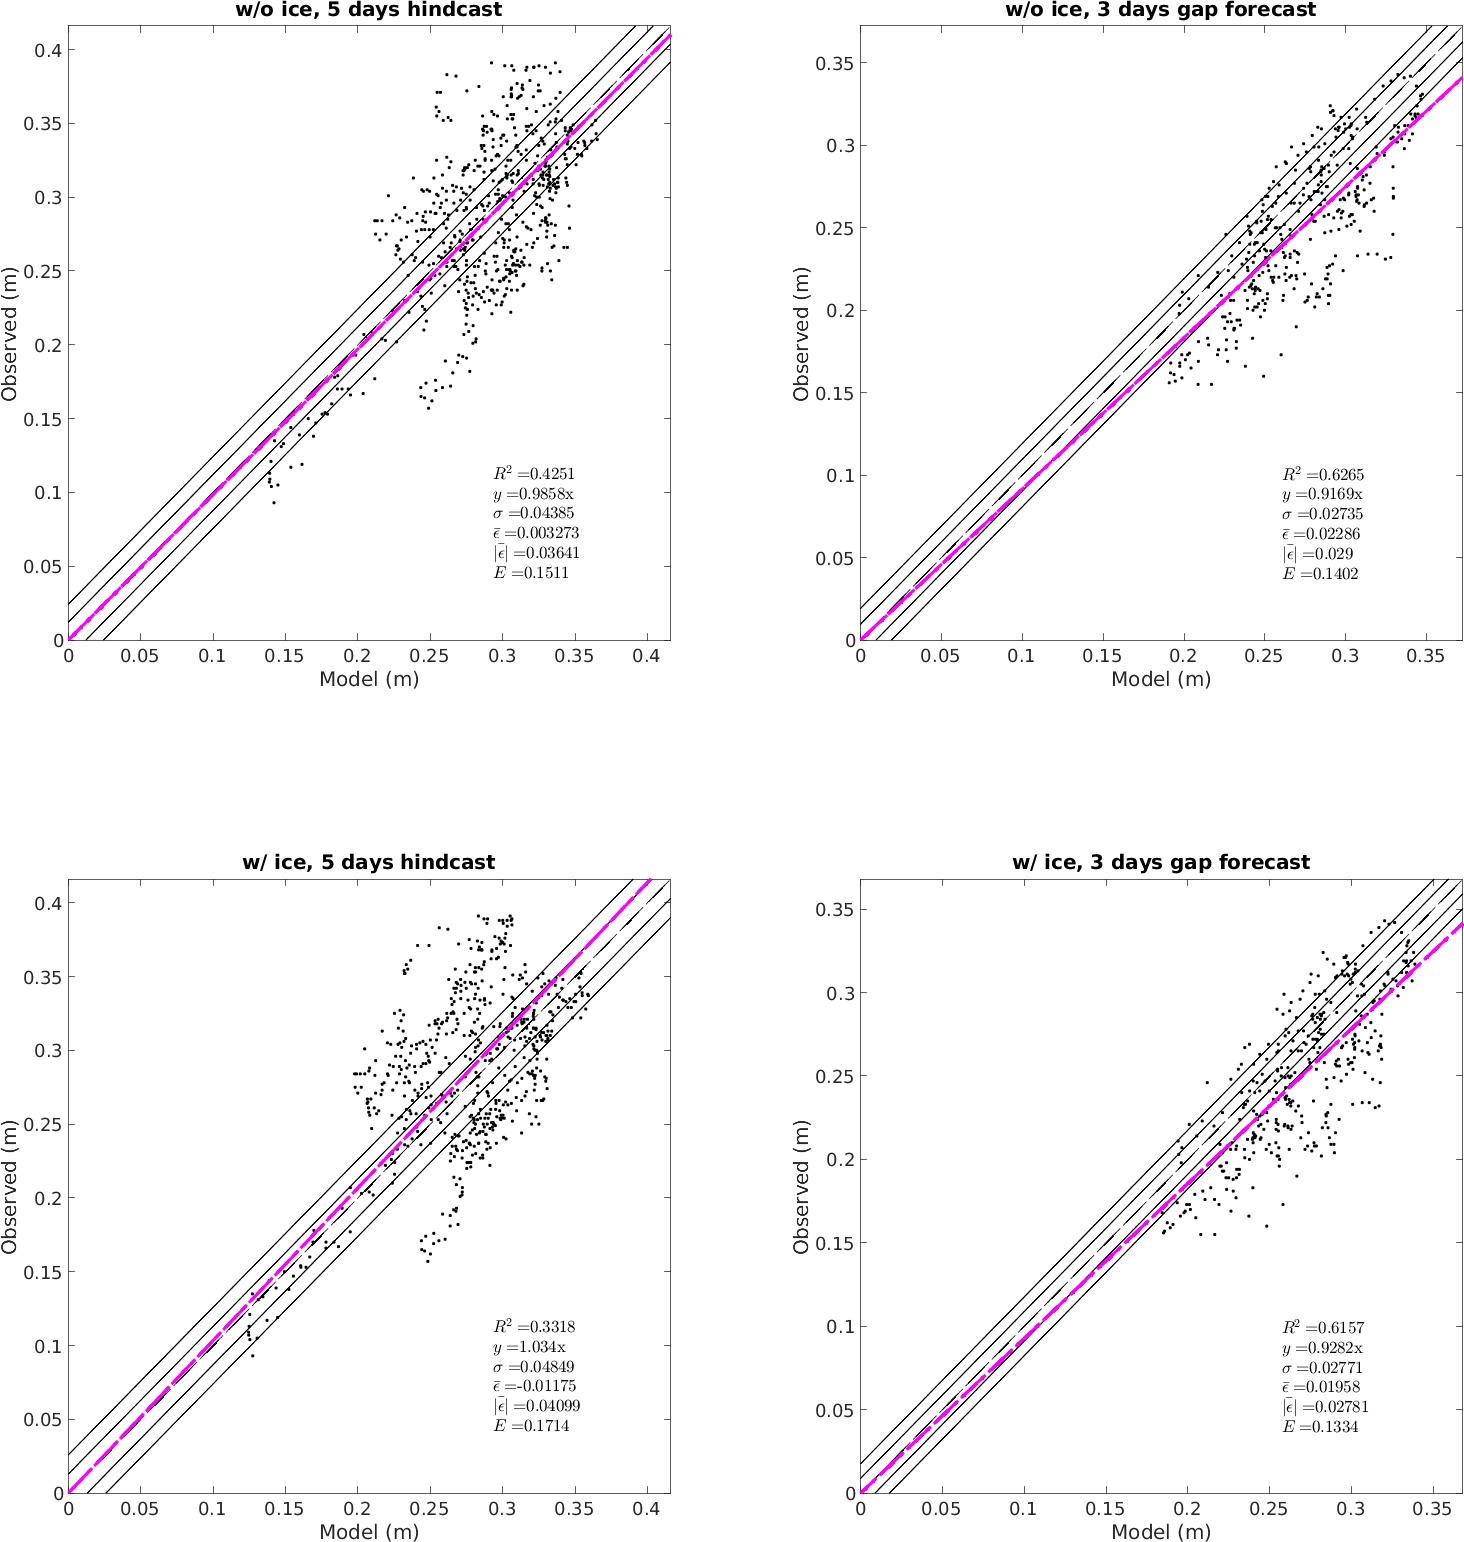 w/o ice, 5 days hindcast
0.4
0.35
0.3
0.25
0.2
0.15
0.1
0.05
0
Observed (m)
R² =0.4251
y =0.9858x
σ =0.04385
ϵ̄ =0.003273
|ϵ̄| =0.03641
E =0.1511
0 0.05 0.1 0.15 0.2 0.25 0.3 0.35 0.4
Model (m)
w/o ice, 3 days gap forecast
0.35
0.3
0.25
0.2
0.15
0.1
0.05
0
Observed (m)
R² =0.6265
y =0.9169x
σ =0.02735
ϵ̄ =0.02286
|ϵ̄| =0.029
E =0.1402
0 0.05 0.1 0.15 0.2 0.25 0.3 0.35
Model (m)
w/ ice, 5 days hindcast
0.4
0.35
0.3
0.25
0.2
0.15
0.1
0.05
0
Observed (m)
R² =0.3318
y =1.034x
σ =0.04849
ϵ̄ =-0.01175
|ϵ̄| =0.04099
E =0.1714
0 0.05 0.1 0.15 0.2 0.25 0.3 0.35 0.4
Model (m)
w/ ice, 3 days gap forecast
0.35
0.3
0.25
0.2
0.15
0.1
0.05
0
Observed (m)
R² =0.6157
y =0.9282x
σ =0.02771
ϵ̄ =0.01958
|ϵ̄| =0.02781
E =0.1334
0 0.05 0.1 0.15 0.2 0.25 0.3 0.35
Model (m)